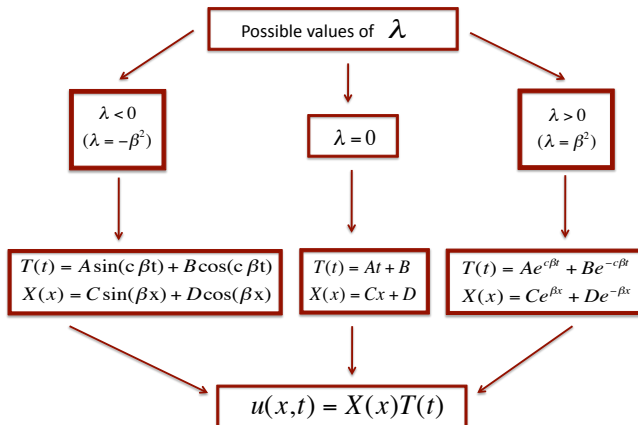 Possible values of λ
λ < 0
(λ = −β²)
λ = 0
λ > 0
(λ = β²)
T(t) = A sin(c βt) + B cos(c βt)
X(x) = C sin(βx) + D cos(βx)
T(t) = At + B
X(x) = Cx + D
T(t) = Ae^{cβt} + Be^{−cβt}
X(x) = Ce^{βx} + De^{−βx}
u(x,t) = X(x)T(t)